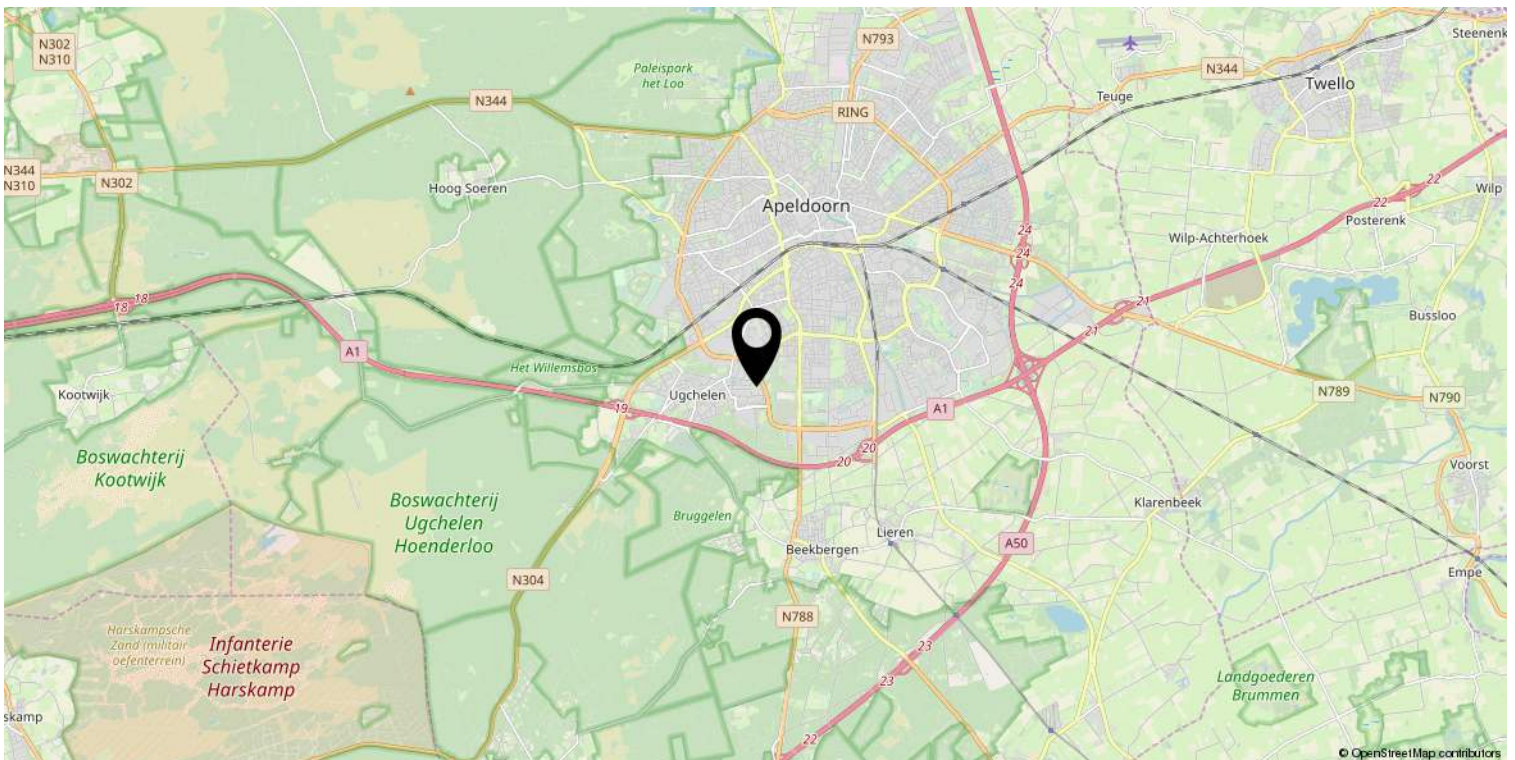 N302
N310
N793
Steenenk
Paleispark
het Loo
N344
Twello
Teuge
N344
RING
N344
N310
N302
Hoog Soeren
22
Wilp
22
Apeldoorn
Posterenk
24
Wilp-Achterhoek
24
24
18
18
21
21
Bussloo
A1
Het Willemsbos
Kootwijk
Ugchelen
N789
N790
19
A1
20
20
Boswachterij
Kootwijk
Voorst
Boswachterij
Ugchelen
Hoenderloo
Bruggelen
Klarenbeek
Lieren
A50
Beekbergen
N304
Empe
N788
Harskampsche
Zand (militair
oefenterrein)
Infanterie
Schietkamp
Harskamp
23
23
Landgoederen
Brummen
skamp
22
© OpenStreetMap contributors